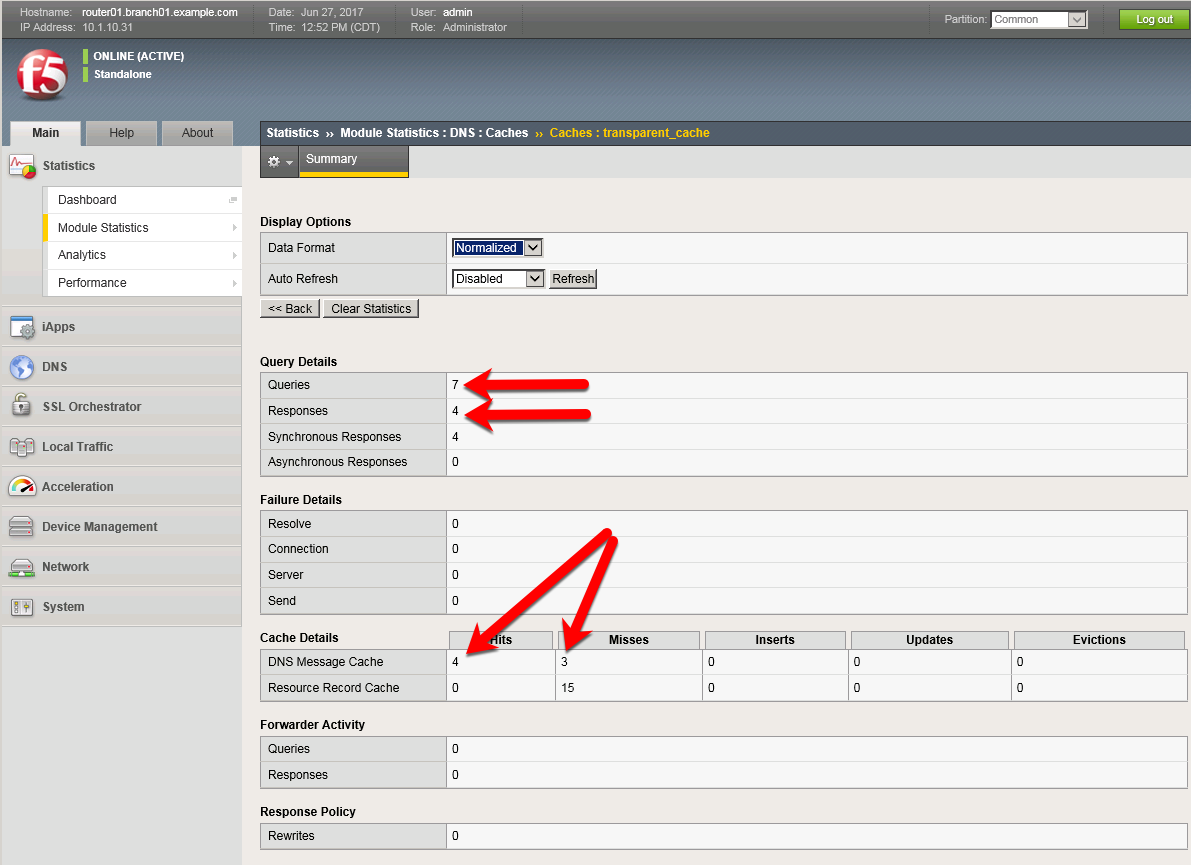 Hostname: router01.branch01.example.com Date: Jun 27, 2017 User: admin Partition: Common Log out
IP Address: 10.1.10.31 Time: 12:52 PM (CDT) Role: Administrator
f5
ONLINE (ACTIVE)
Standalone
Main Help About
Statistics ›› Module Statistics : DNS : Caches ›› Caches : transparent_cache
Summary
Statistics
Dashboard
Module Statistics
Analytics
Performance
iApps
DNS
SSL Orchestrator
Local Traffic
Acceleration
Device Management
Network
System
Display Options
Data Format Normalized
Auto Refresh Disabled Refresh
<< Back Clear Statistics
Query Details
Queries 7
Responses 4
Synchronous Responses 4
Asynchronous Responses 0
Failure Details
Resolve 0
Connection 0
Server 0
Send 0
Cache Details Hits Misses Inserts Updates Evictions
DNS Message Cache 4 3 0 0 0
Resource Record Cache 0 15 0 0 0
Forwarder Activity
Queries 0
Responses 0
Response Policy
Rewrites 0